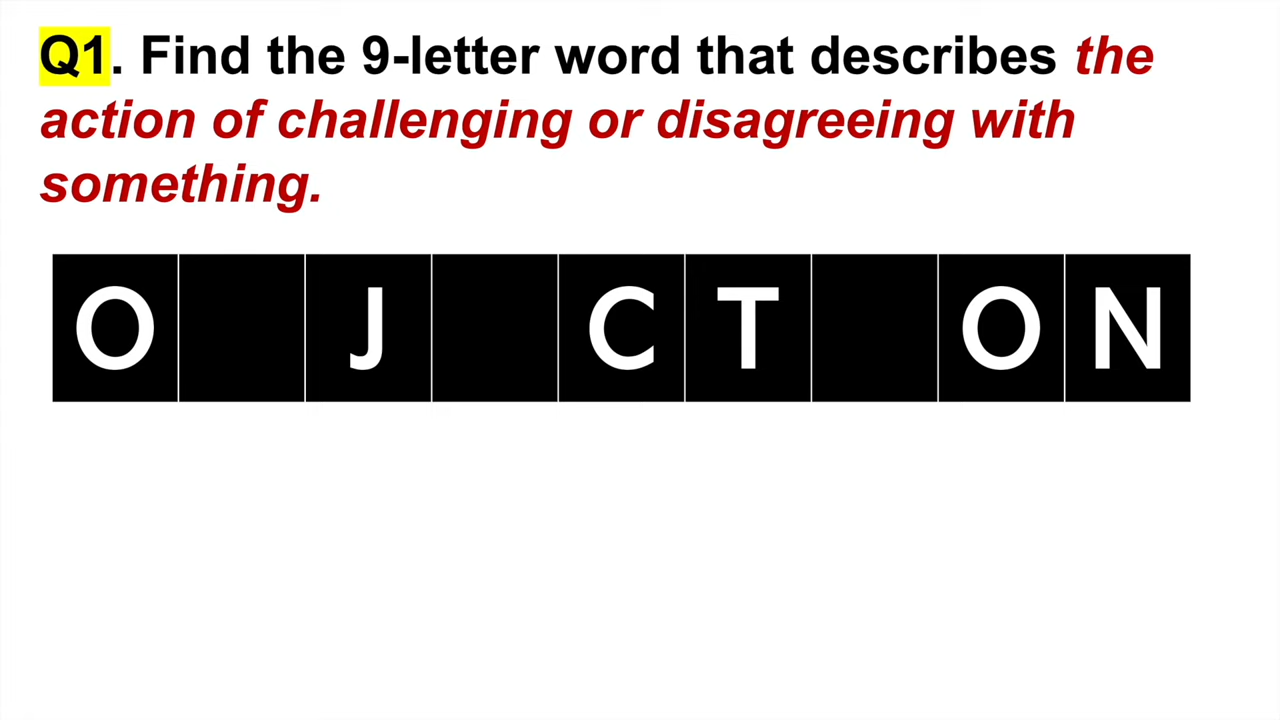 Q1. Find the 9-letter word that describes the
action of challenging or disagreeing with
something.
O J C T O N